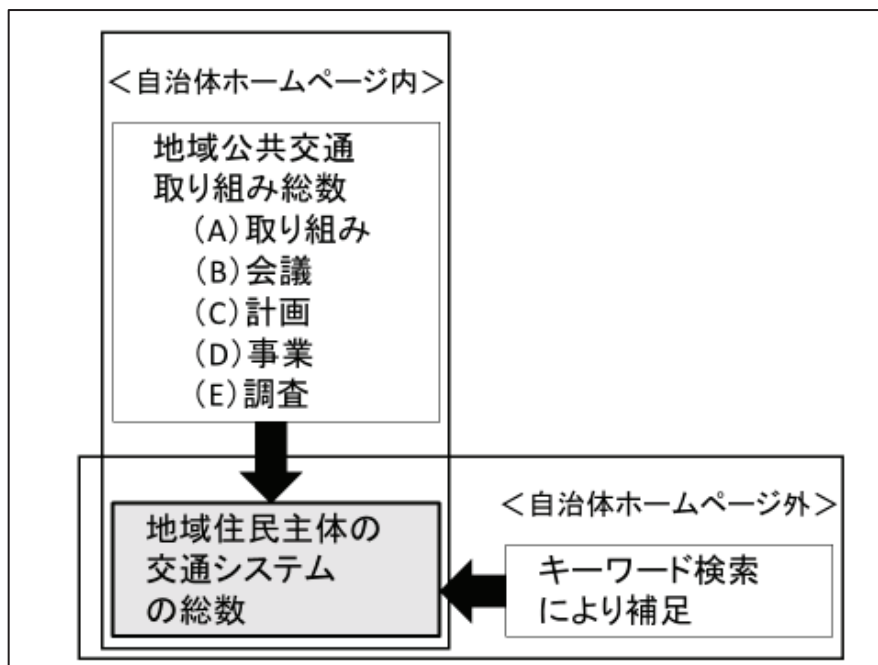 ＜自治体ホームページ内＞
地域公共交通
取り組み総数
（A）取り組み
（B）会議
（C）計画
（D）事業
（E）調査
地域住民主体の
交通システム
の総数
＜自治体ホームページ外＞
キーワード検索
により補足